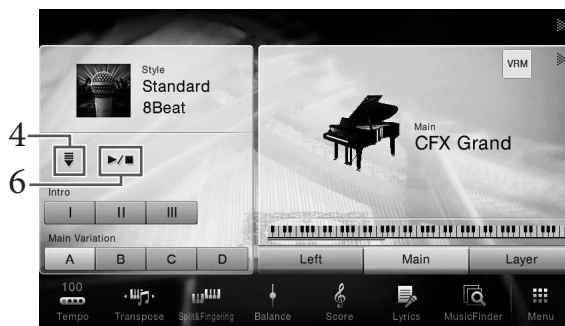 Style
Standard
8Beat
VRM
Main
CFX Grand
4
6
Intro
I II III
Main Variation
A B C D
Left Main Layer
100
Tempo Transpose Split&Fingering Balance Score Lyrics MusicFinder Menu